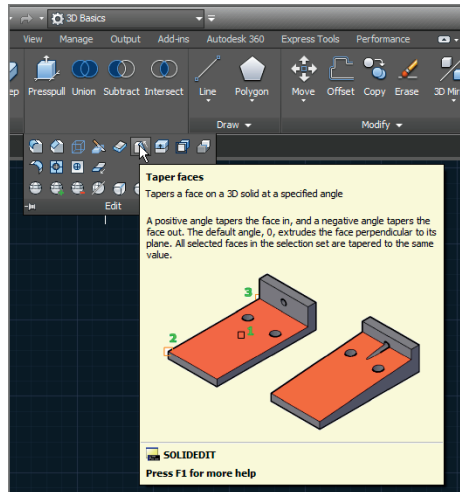 3D Basics
View Manage Output Add-ins Autodesk 360 Express Tools Performance
ep Presspull Union Subtract Intersect Line Polygon Move Offset Copy Erase 3D Mir
Draw Modify
Edit
Taper faces
Tapers a face on a 3D solid at a specified angle
A positive angle tapers the face in, and a negative angle tapers the
face out. The default angle, 0, extrudes the face perpendicular to its
plane. All selected faces in the selection set are tapered to the same
value.
3
1
2
SOLIDEDIT
Press F1 for more help